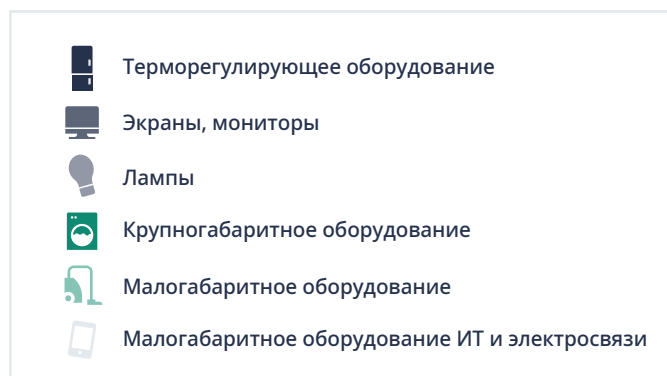 Терморегулирующее оборудование
Экраны, мониторы
Лампы
Крупногабаритное оборудование
Малогабаритное оборудование
Малогабаритное оборудование ИТ и электросвязи